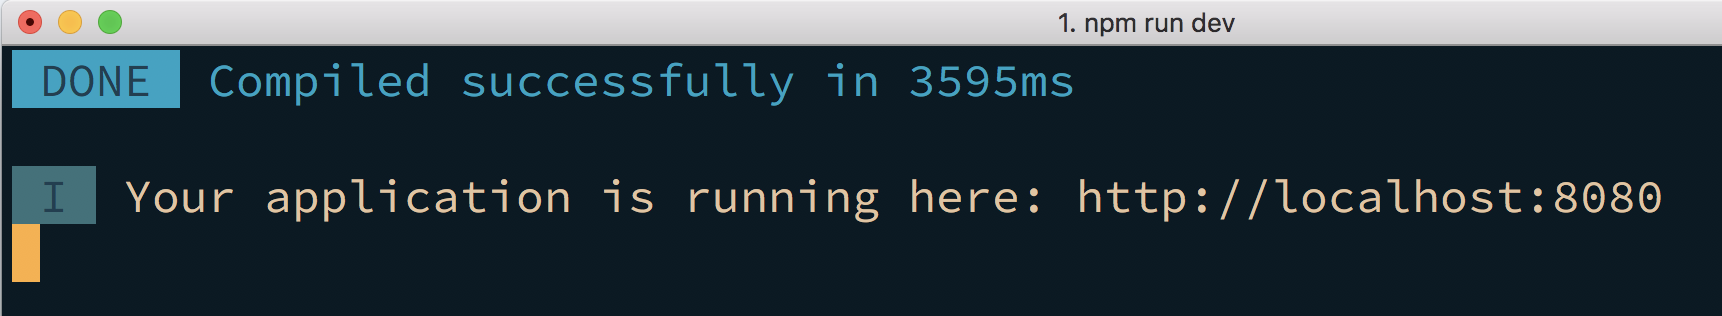 1. npm run dev
DONE Compiled successfully in 3595ms
I Your application is running here: http://localhost:8080